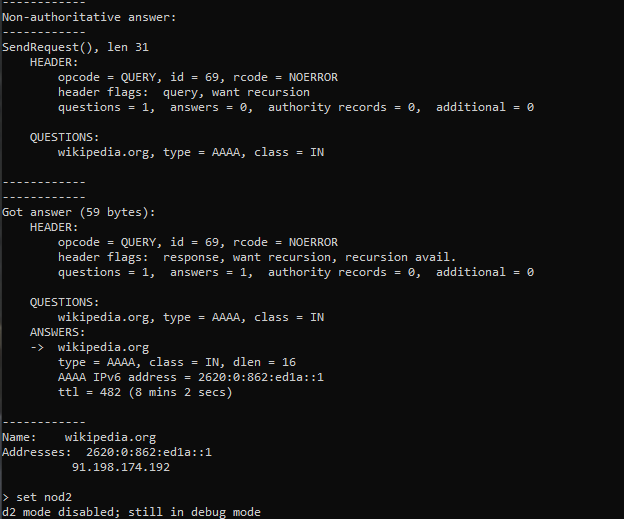 ------------
Non-authoritative answer:
------------
SendRequest(), len 31
    HEADER:
        opcode = QUERY, id = 69, rcode = NOERROR
        header flags:  query, want recursion
        questions = 1,  answers = 0,  authority records = 0,  additional = 0

    QUESTIONS:
        wikipedia.org, type = AAAA, class = IN

------------
------------
Got answer (59 bytes):
    HEADER:
        opcode = QUERY, id = 69, rcode = NOERROR
        header flags:  response, want recursion, recursion avail.
        questions = 1,  answers = 1,  authority records = 0,  additional = 0

    QUESTIONS:
        wikipedia.org, type = AAAA, class = IN
    ANSWERS:
    ->  wikipedia.org
        type = AAAA, class = IN, dlen = 16
        AAAA IPv6 address = 2620:0:862:ed1a::1
        ttl = 482 (8 mins 2 secs)

------------
Name:    wikipedia.org
Addresses:  2620:0:862:ed1a::1
          91.198.174.192

> set nod2
d2 mode disabled; still in debug mode